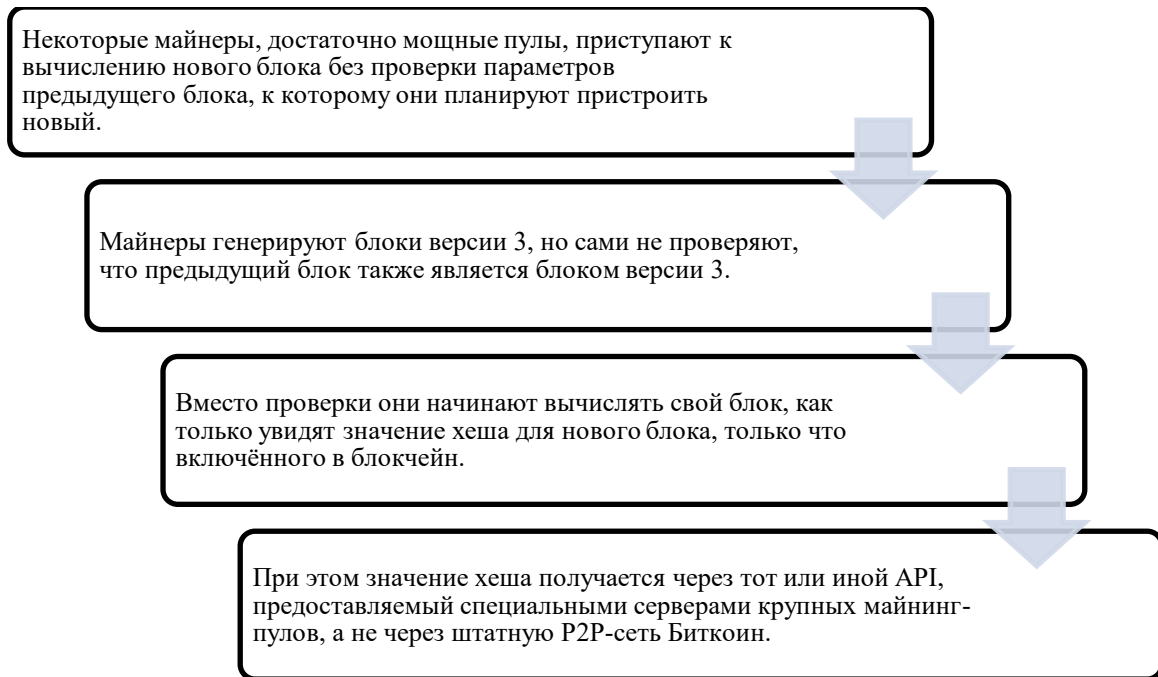 Некоторые майнеры, достаточно мощные пулы, приступают к
вычислению нового блока без проверки параметров
предыдущего блока, к которому они планируют пристроить
новый.
Майнеры генерируют блоки версии 3, но сами не проверяют,
что предыдущий блок также является блоком версии 3.
Вместо проверки они начинают вычислять свой блок, как
только увидят значение хеша для нового блока, только что
включённого в блокчейн.
При этом значение хеша получается через тот или иной API,
предоставляемый специальными серверами крупных майнинг-
пулов, а не через штатную P2P-сеть Биткоин.